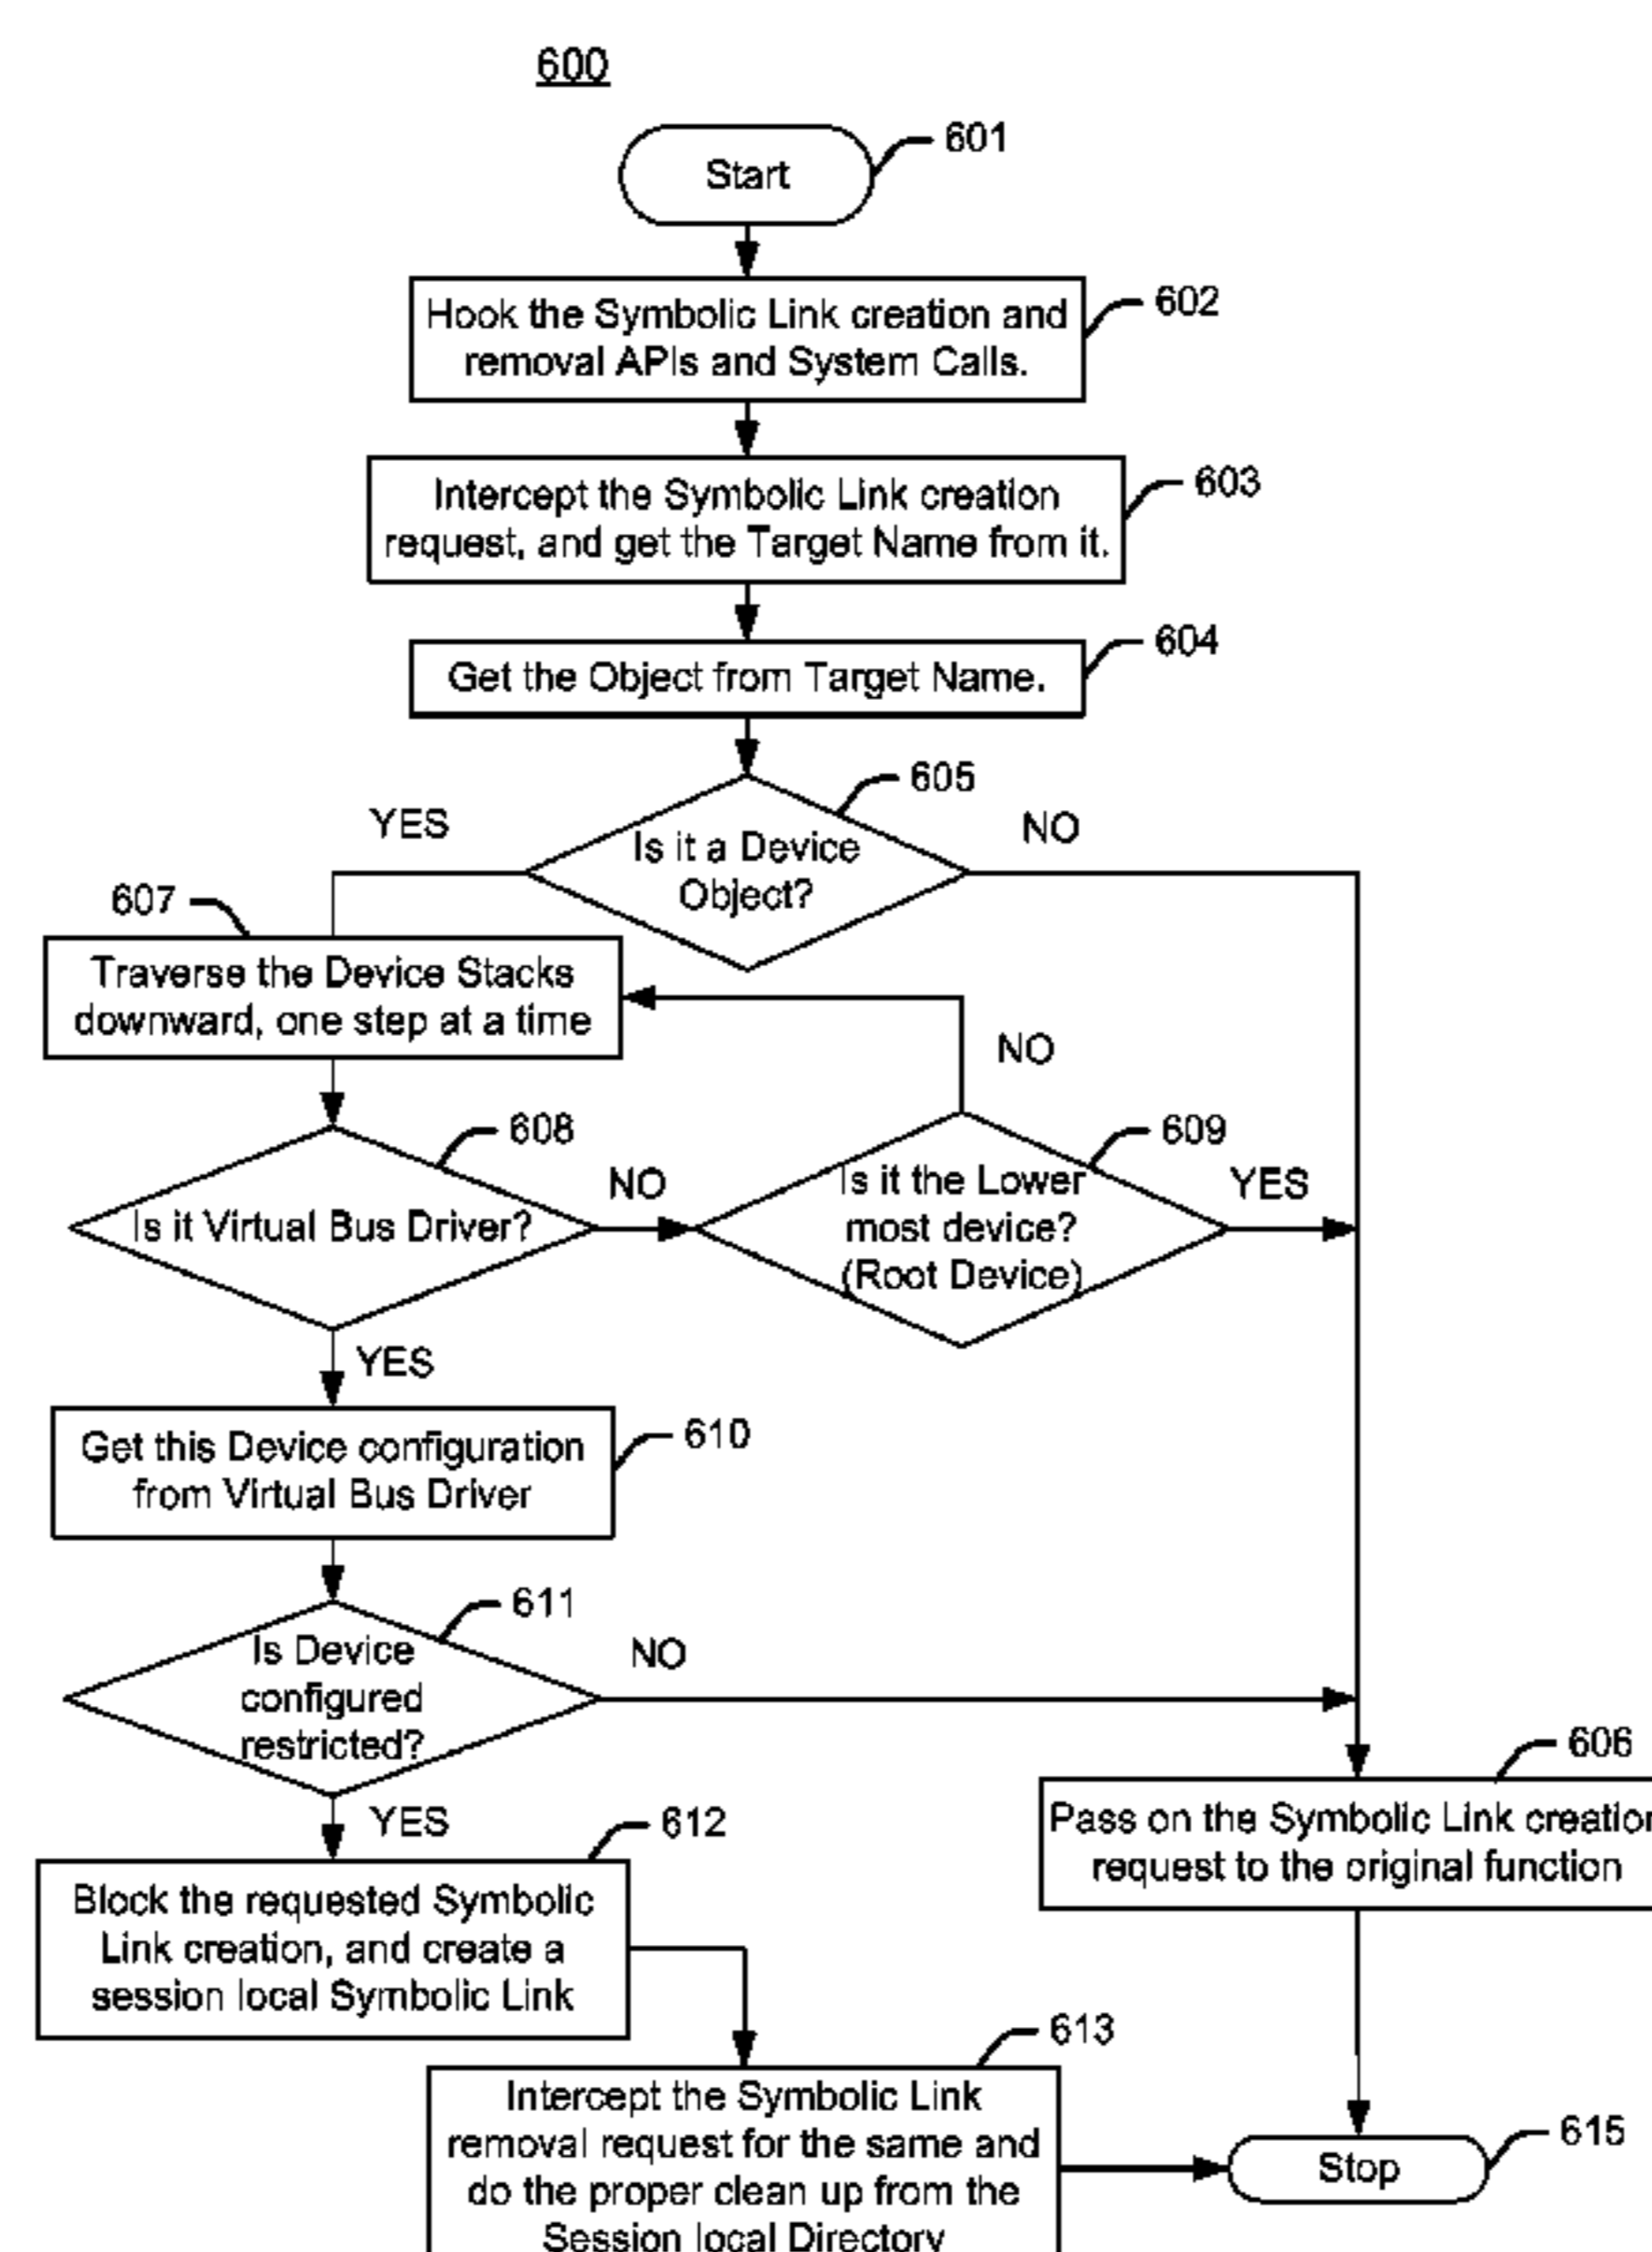 600
Start
601
Hook the Symbolic Link creation and
removal APIs and System Calls.
602
Intercept the Symbolic Link creation
request, and get the Target Name from it.
603
Get the Object from Target Name.
604
605
YES
Is it a Device
Object?
NO
607
Traverse the Device Stacks
downward, one step at a time
NO
608
Is it Virtual Bus Driver?
NO
609
Is it the Lower
most device?
(Root Device)
YES
YES
Get this Device configuration
from Virtual Bus Driver
610
611
Is Device
configured
restricted?
NO
YES
606
Pass on the Symbolic Link creation
request to the original function
612
Block the requested Symbolic
Link creation, and create a
session local Symbolic Link
613
Intercept the Symbolic Link
removal request for the same and
do the proper clean up from the
Session local Directory
Stop
615